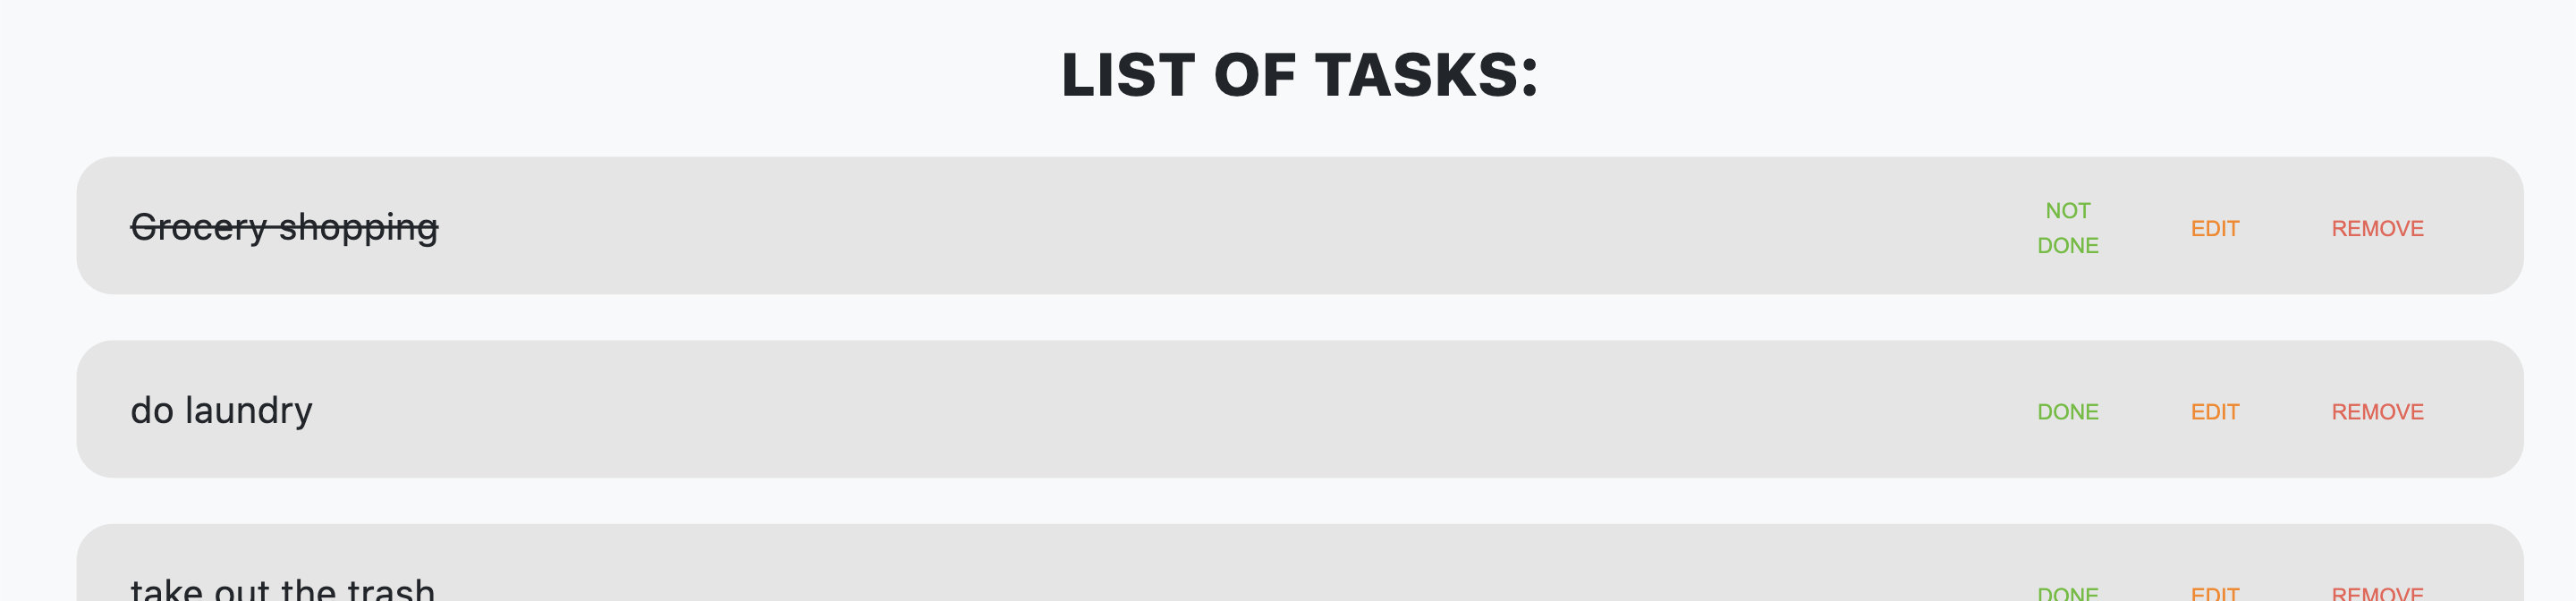 LIST OF TASKS:
Grocery shopping
NOT
DONE
EDIT
REMOVE
do laundry
DONE
EDIT
REMOVE
take out the trash
DONE
EDIT
REMOVE